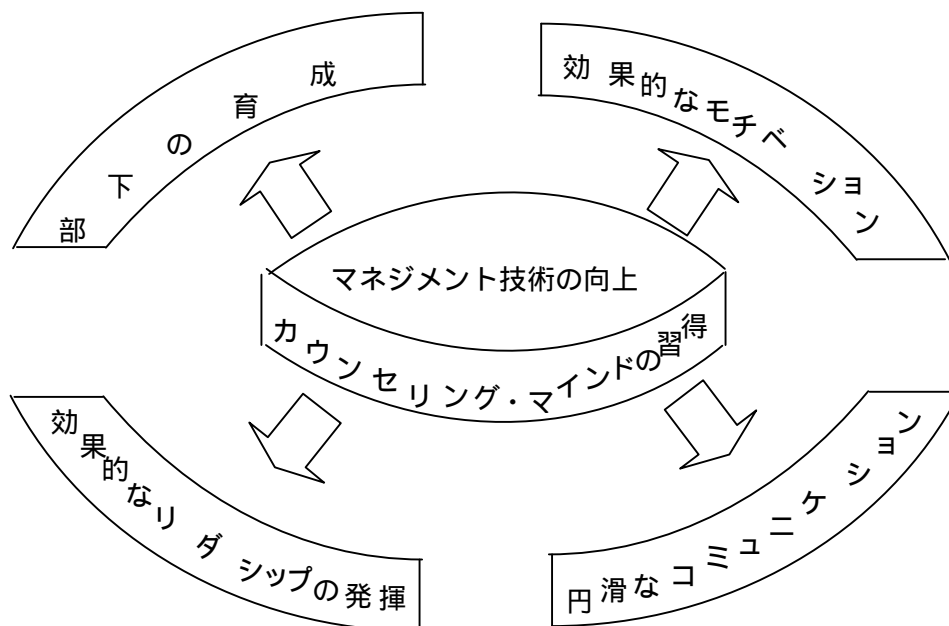 部下の育成
効果的なモチベション
マネジメント技術の向上
カウンセリング・マインドの習得
効果的なリダシップの発揮
円滑なコミュニケション